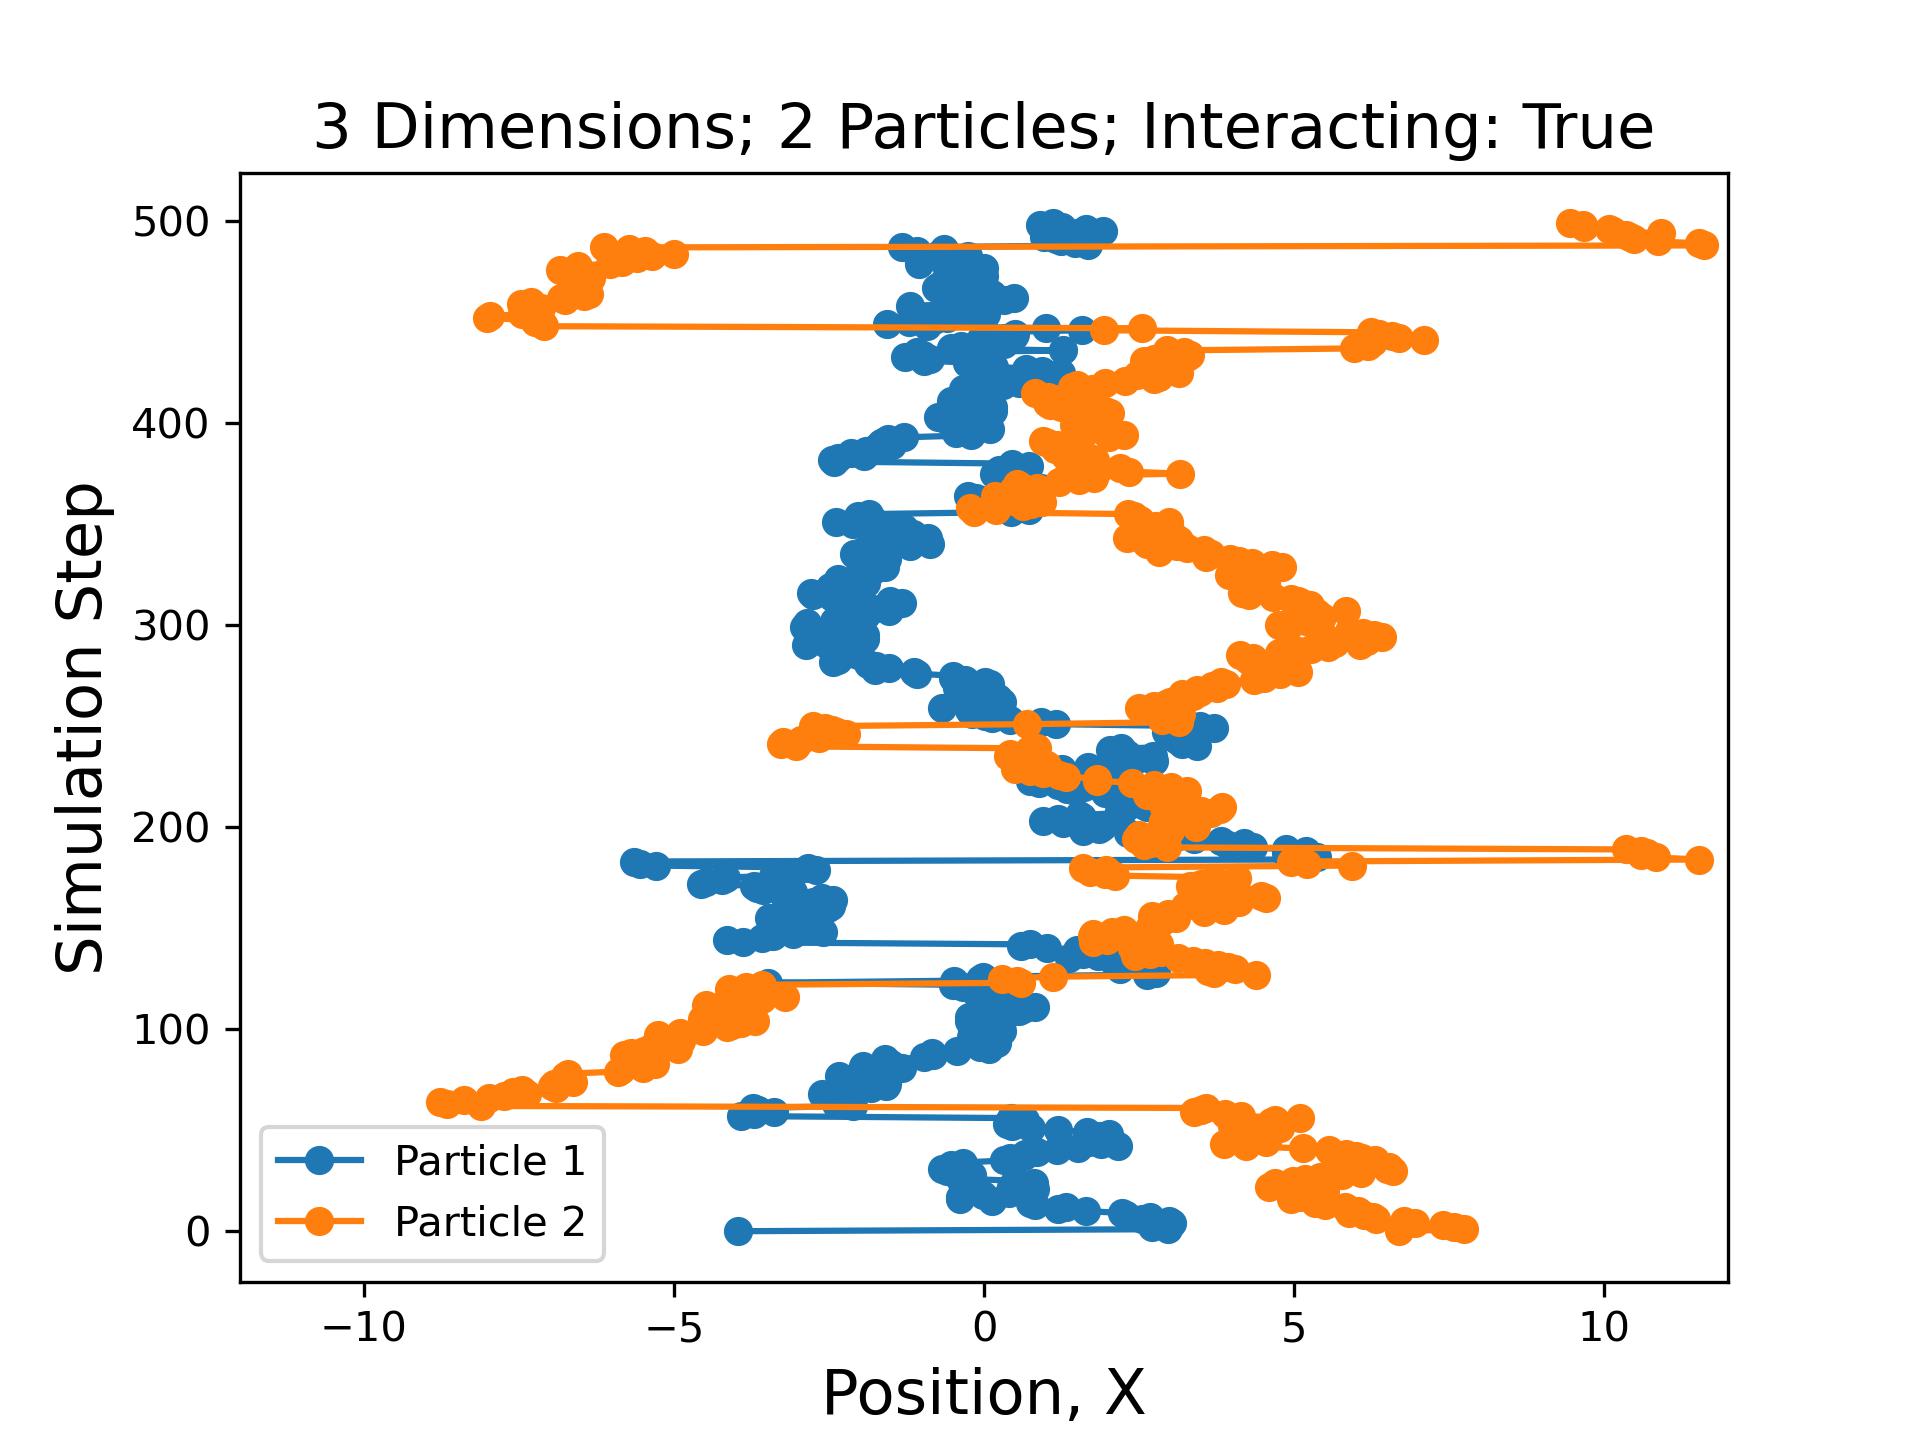 3 Dimensions; 2 Particles; Interacting: True
500
400
300
200
100
0
Simulation Step
Particle 1
Particle 2
−10
−5
0
5
10
Position, X